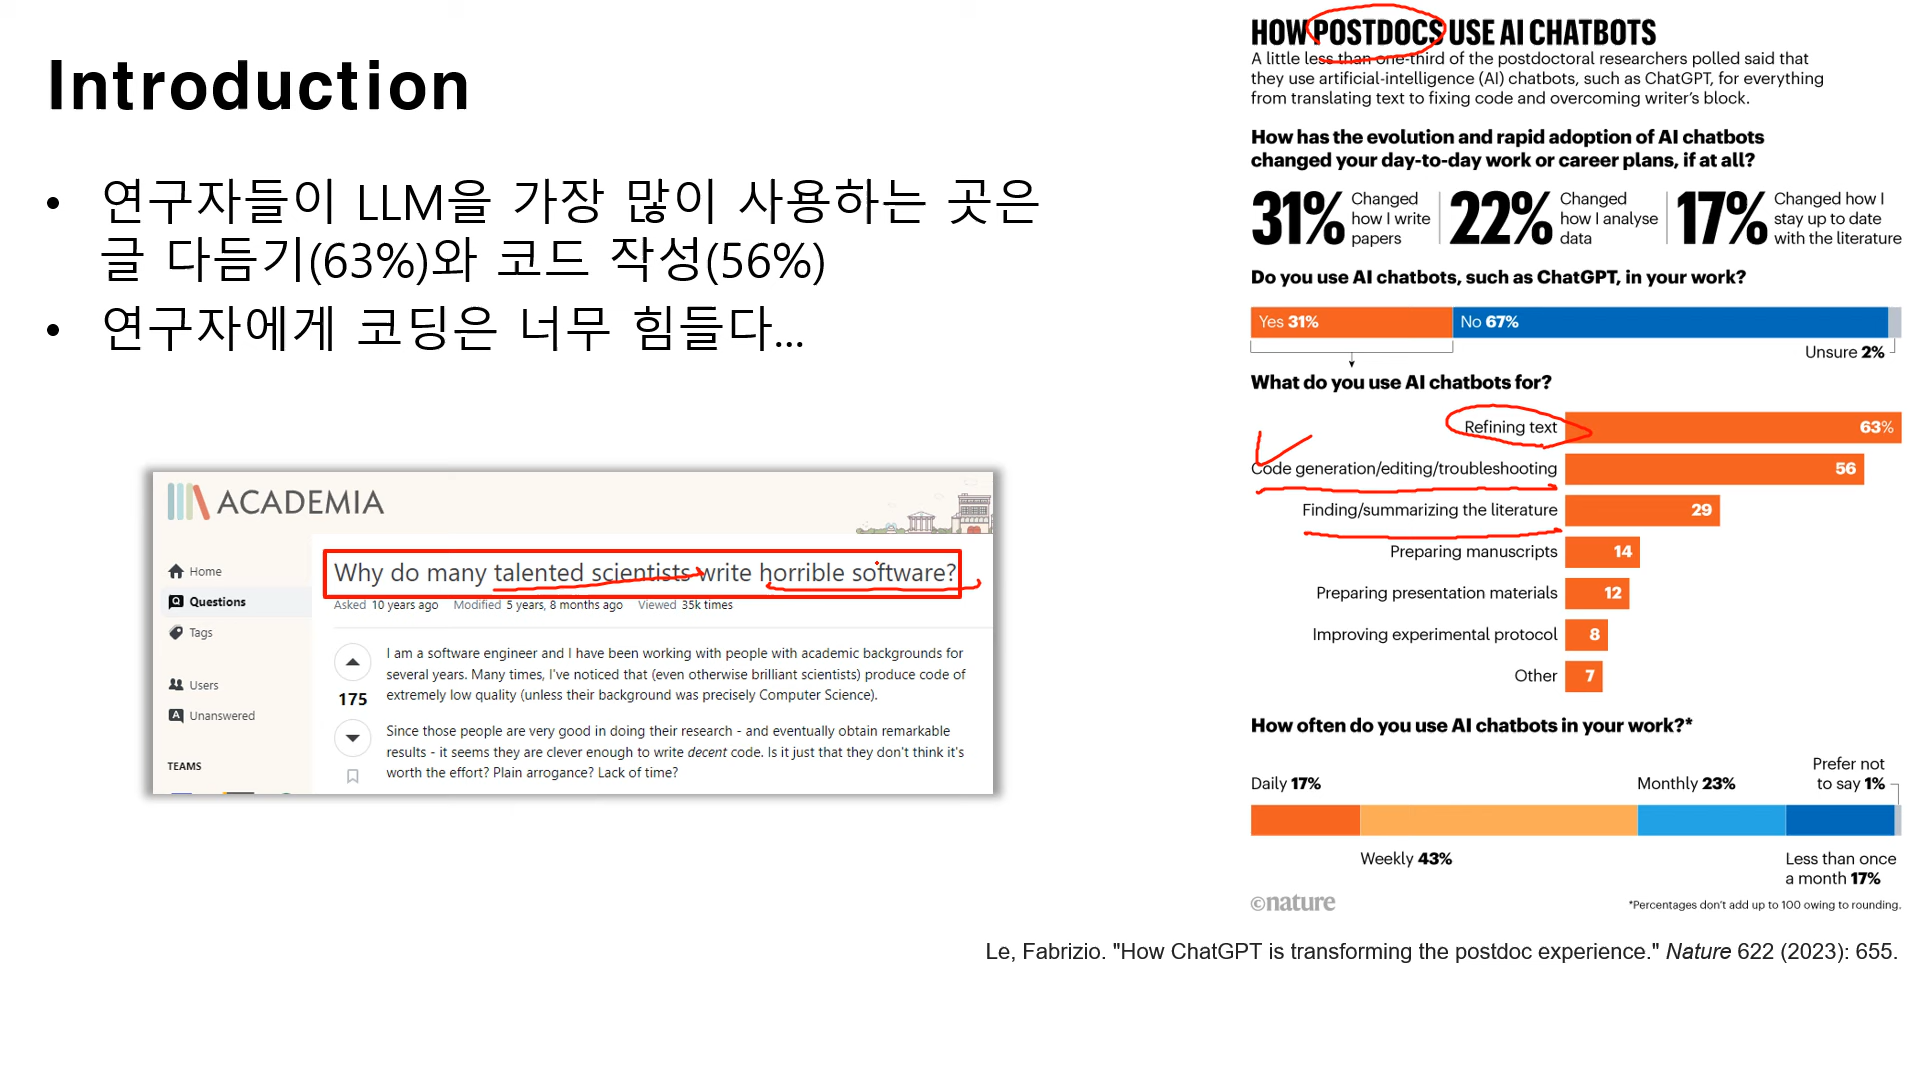 Introduction
• 연구자들이 LLM을 가장 많이 사용하는 곳은
글 다듬기(63%)와 코드 작성(56%)
• 연구자에게 코딩은 너무 힘들다...
ACADEMIA
Home
Questions
Tags
Users
Unanswered
TEAMS
Why do many talented scientists write horrible software?
Asked 10 years ago Modified 5 years, 8 months ago Viewed 35k times
175
I am a software engineer and I have been working with people with academic backgrounds for
several years. Many times, I've noticed that (even otherwise brilliant scientists) produce code of
extremely low quality (unless their background was precisely Computer Science).
Since those people are very good in doing their research - and eventually obtain remarkable
results - it seems they are clever enough to write decent code. Is it just that they don't think it's
worth the effort? Plain arrogance? Lack of time?
HOW POSTDOCS USE AI CHATBOTS
A little less than one-third of the postdoctoral researchers polled said that
they use artificial-intelligence (AI) chatbots, such as ChatGPT, for everything
from translating text to fixing code and overcoming writer's block.
How has the evolution and rapid adoption of AI chatbots
changed your day-to-day work or career plans, if at all?
31% Changed how I write papers
22% Changed how I analyse data
17% Changed how I stay up to date with the literature
Do you use AI chatbots, such as ChatGPT, in your work?
Yes 31% No 67%
Unsure 2%
What do you use AI chatbots for?
Refining text 63%
Code generation/editing/troubleshooting 56
Finding/summarizing the literature 29
Preparing manuscripts 14
Preparing presentation materials 12
Improving experimental protocol 8
Other 7
How often do you use AI chatbots in your work?*
Daily 17% Monthly 23% Prefer not to say 1%
Weekly 43% Less than once a month 17%
©nature
*Percentages don't add up to 100 owing to rounding.
Le, Fabrizio. "How ChatGPT is transforming the postdoc experience." Nature 622 (2023): 655.